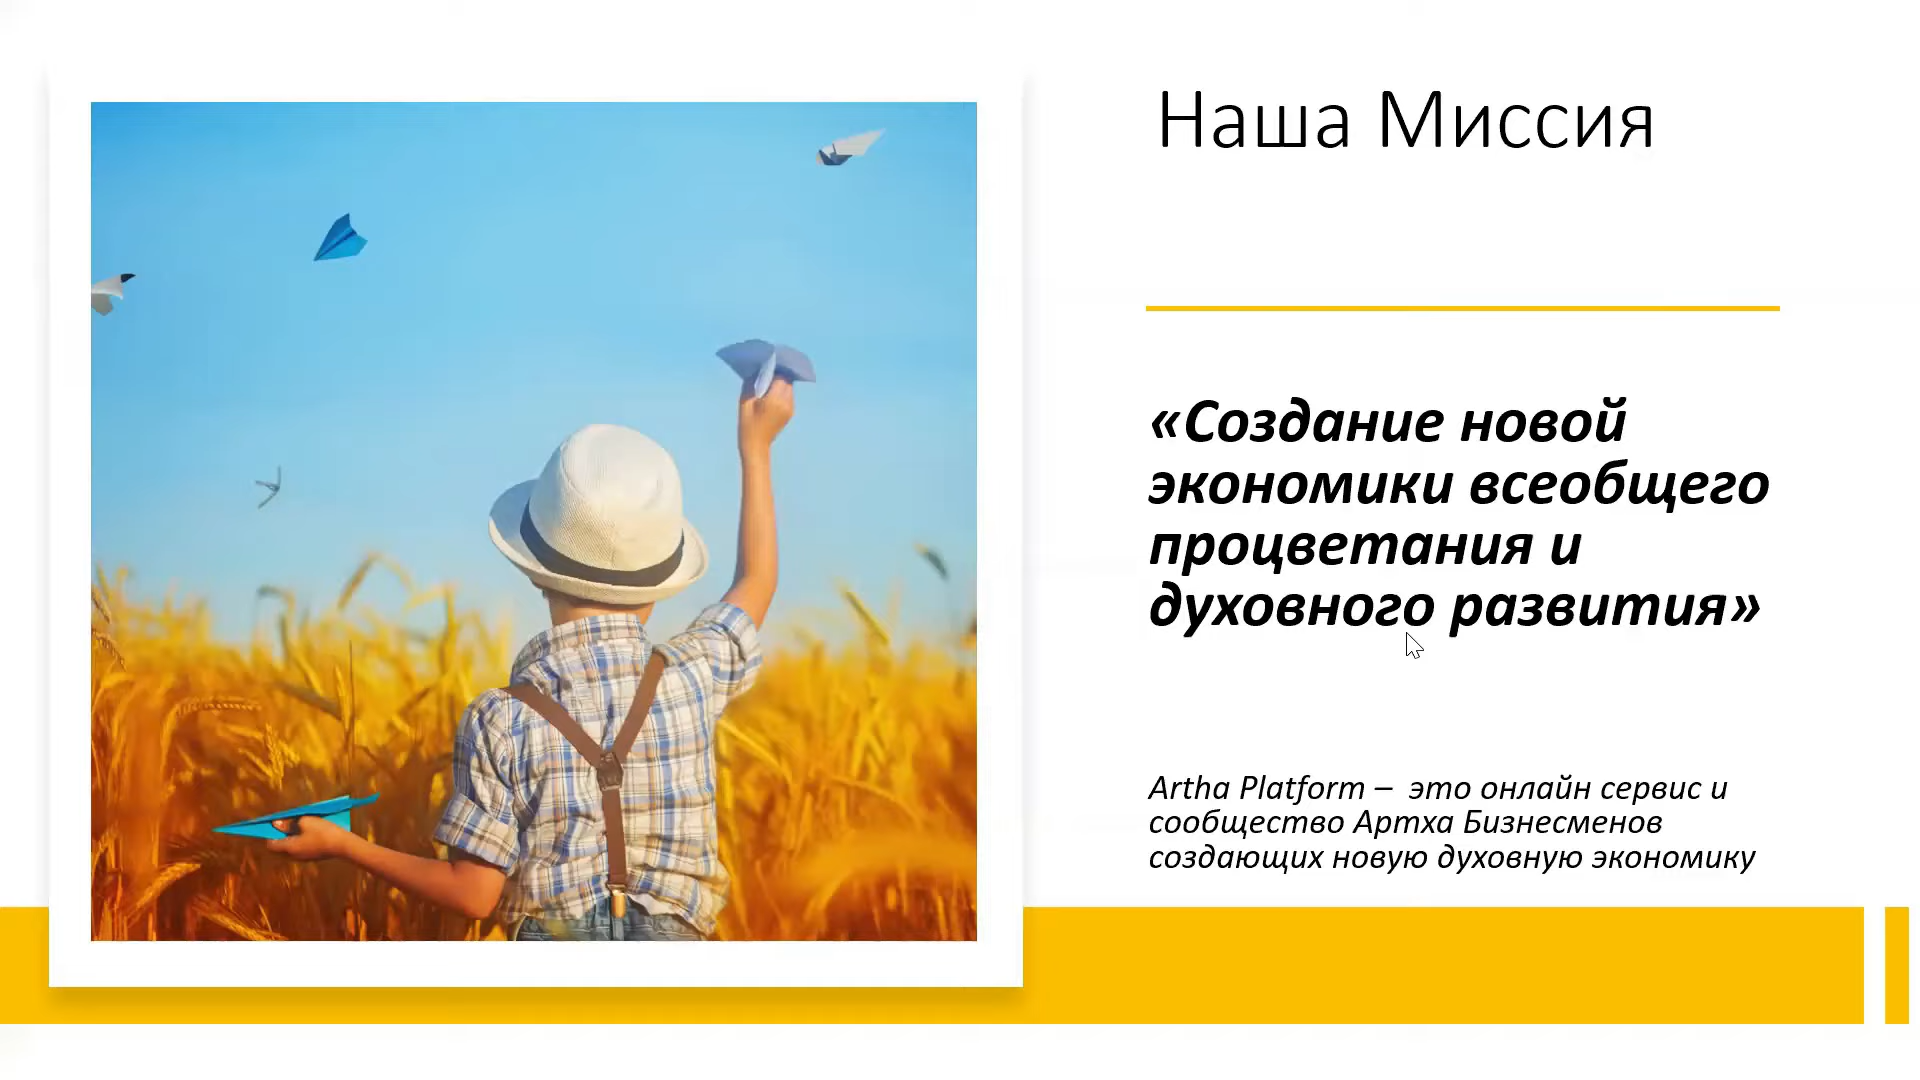 Наша Миссия
«Создание новой
экономики всеобщего
процветания и
духовного развития»
Artha Platform – это онлайн сервис и
сообщество Артха Бизнесменов
создающих новую духовную экономику